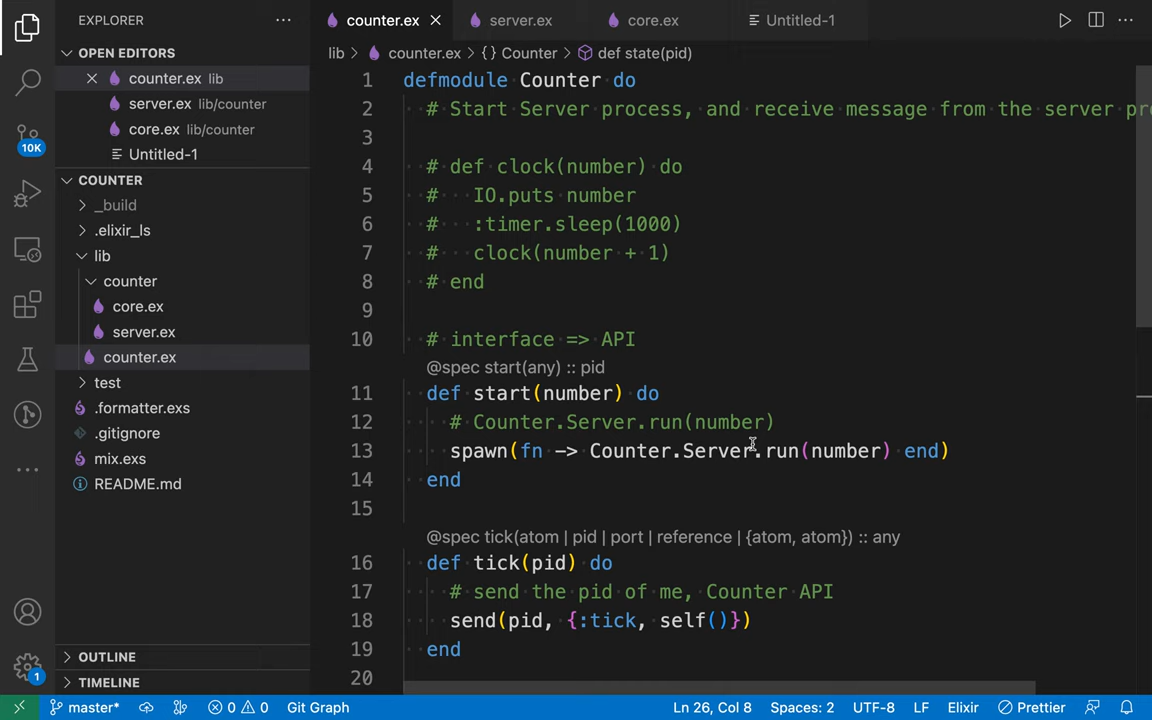 EXPLORER
OPEN EDITORS
counter.ex lib
server.ex lib/counter
core.ex lib/counter
Untitled-1
COUNTER
_build
.elixir_ls
lib
counter
core.ex
server.ex
counter.ex
test
.formatter.exs
.gitignore
mix.exs
README.md
OUTLINE
TIMELINE
10K
1
counter.ex
server.ex
core.ex
Untitled-1
lib > counter.ex > {} Counter > def state(pid)
1 defmodule Counter do
2 # Start Server process, and receive message from the server pr
3
4 # def clock(number) do
5 # IO.puts number
6 # :timer.sleep(1000)
7 # clock(number + 1)
8 # end
9
10 # interface => API
@spec start(any) :: pid
11 def start(number) do
12 # Counter.Server.run(number)
13 spawn(fn -> Counter.Server.run(number) end)
14 end
15
@spec tick(atom | pid | port | reference | {atom, atom}) :: any
16 def tick(pid) do
17 # send the pid of me, Counter API
18 send(pid, {:tick, self()})
19 end
20
master* 0 0 Git Graph Ln 26, Col 8 Spaces: 2 UTF-8 LF Elixir Prettier